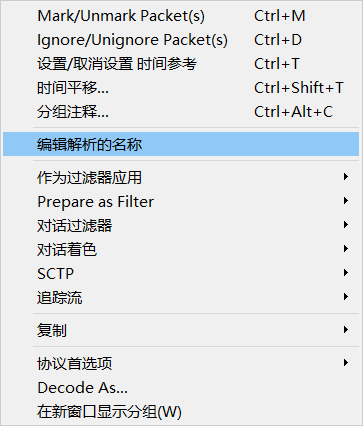 Mark/Unmark Packet(s) Ctrl+M
Ignore/Unignore Packet(s) Ctrl+D
设置/取消设置 时间参考 Ctrl+T
时间平移... Ctrl+Shift+T
分组注释... Ctrl+Alt+C
编辑解析的名称
作为过滤器应用
Prepare as Filter
对话过滤器
对话着色
SCTP
追踪流
复制
协议首选项
Decode As...
在新窗口显示分组(W)